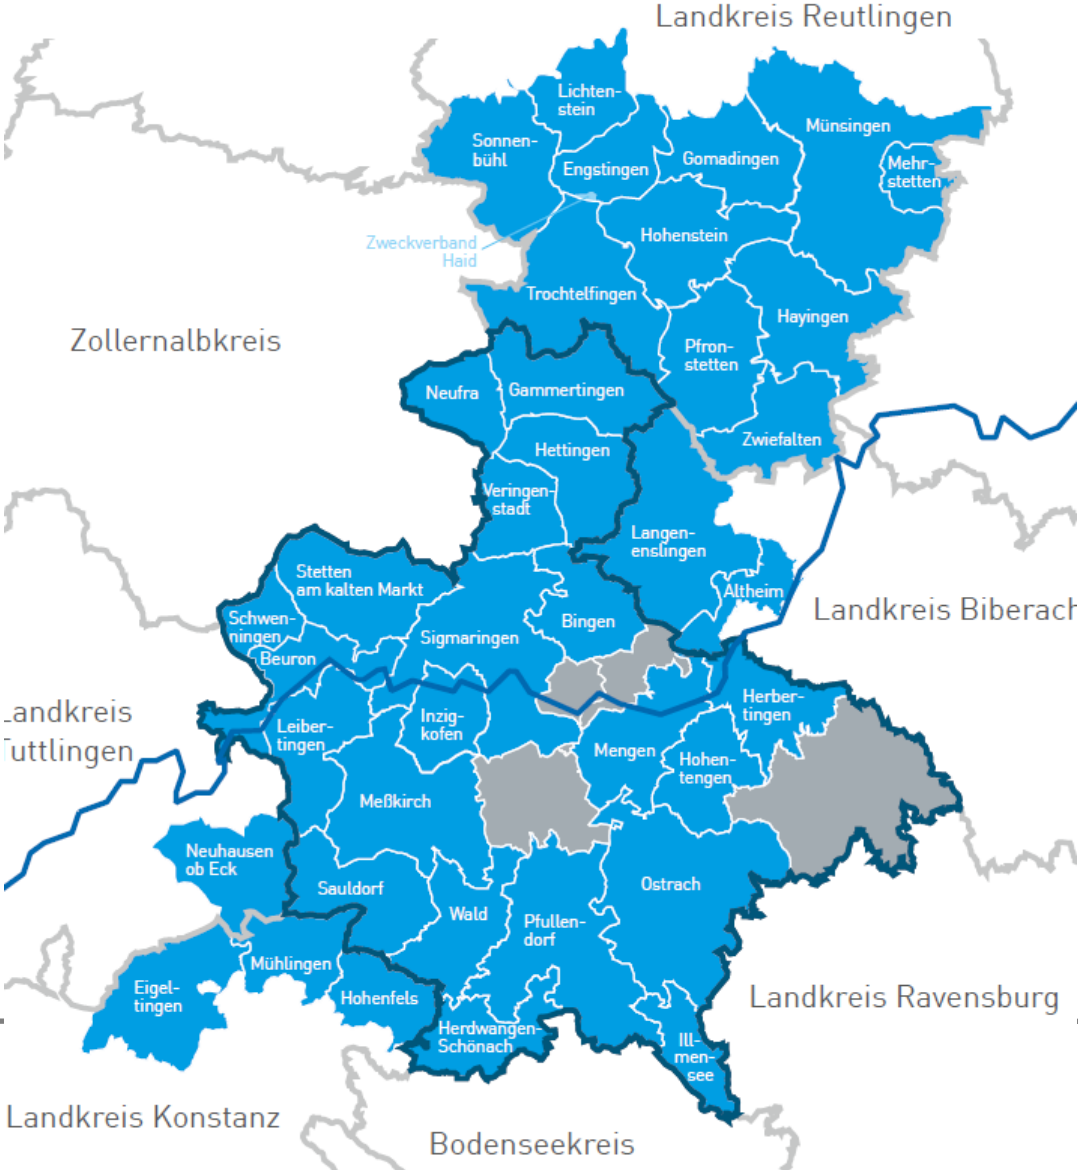 Landkreis Reutlingen
Lichten-
stein
Sonnen-
bühl
Engstingen
Gomadingen
Münsingen
Mehr-
stetten
Zweckverband
Haid
Hohenstein
Trochtelfingen
Hayingen
Zollernalbkreis
Pfron-
stetten
Neufra
Gammertingen
Zwiefalten
Hettingen
Veringen-
stadt
Langen-
enslingen
Stetten
am kalten Markt
Altheim
Landkreis Biberach
Schwen-
ningen
Sigmaringen
Bingen
Beuron
Landkreis
Tuttlingen
Leiber-
tingen
Inzig-
kofen
Herber-
tingen
Mengen
Hohen-
tengen
Meßkirch
Neuhausen
ob Eck
Sauldorf
Ostrach
Wald
Pfullen-
dorf
Mühlingen
Eigel-
tingen
Hohenfels
Landkreis Ravensburg
Herdwangen-
Schönach
Ill-
men-
see
Landkreis Konstanz
Bodenseekreis